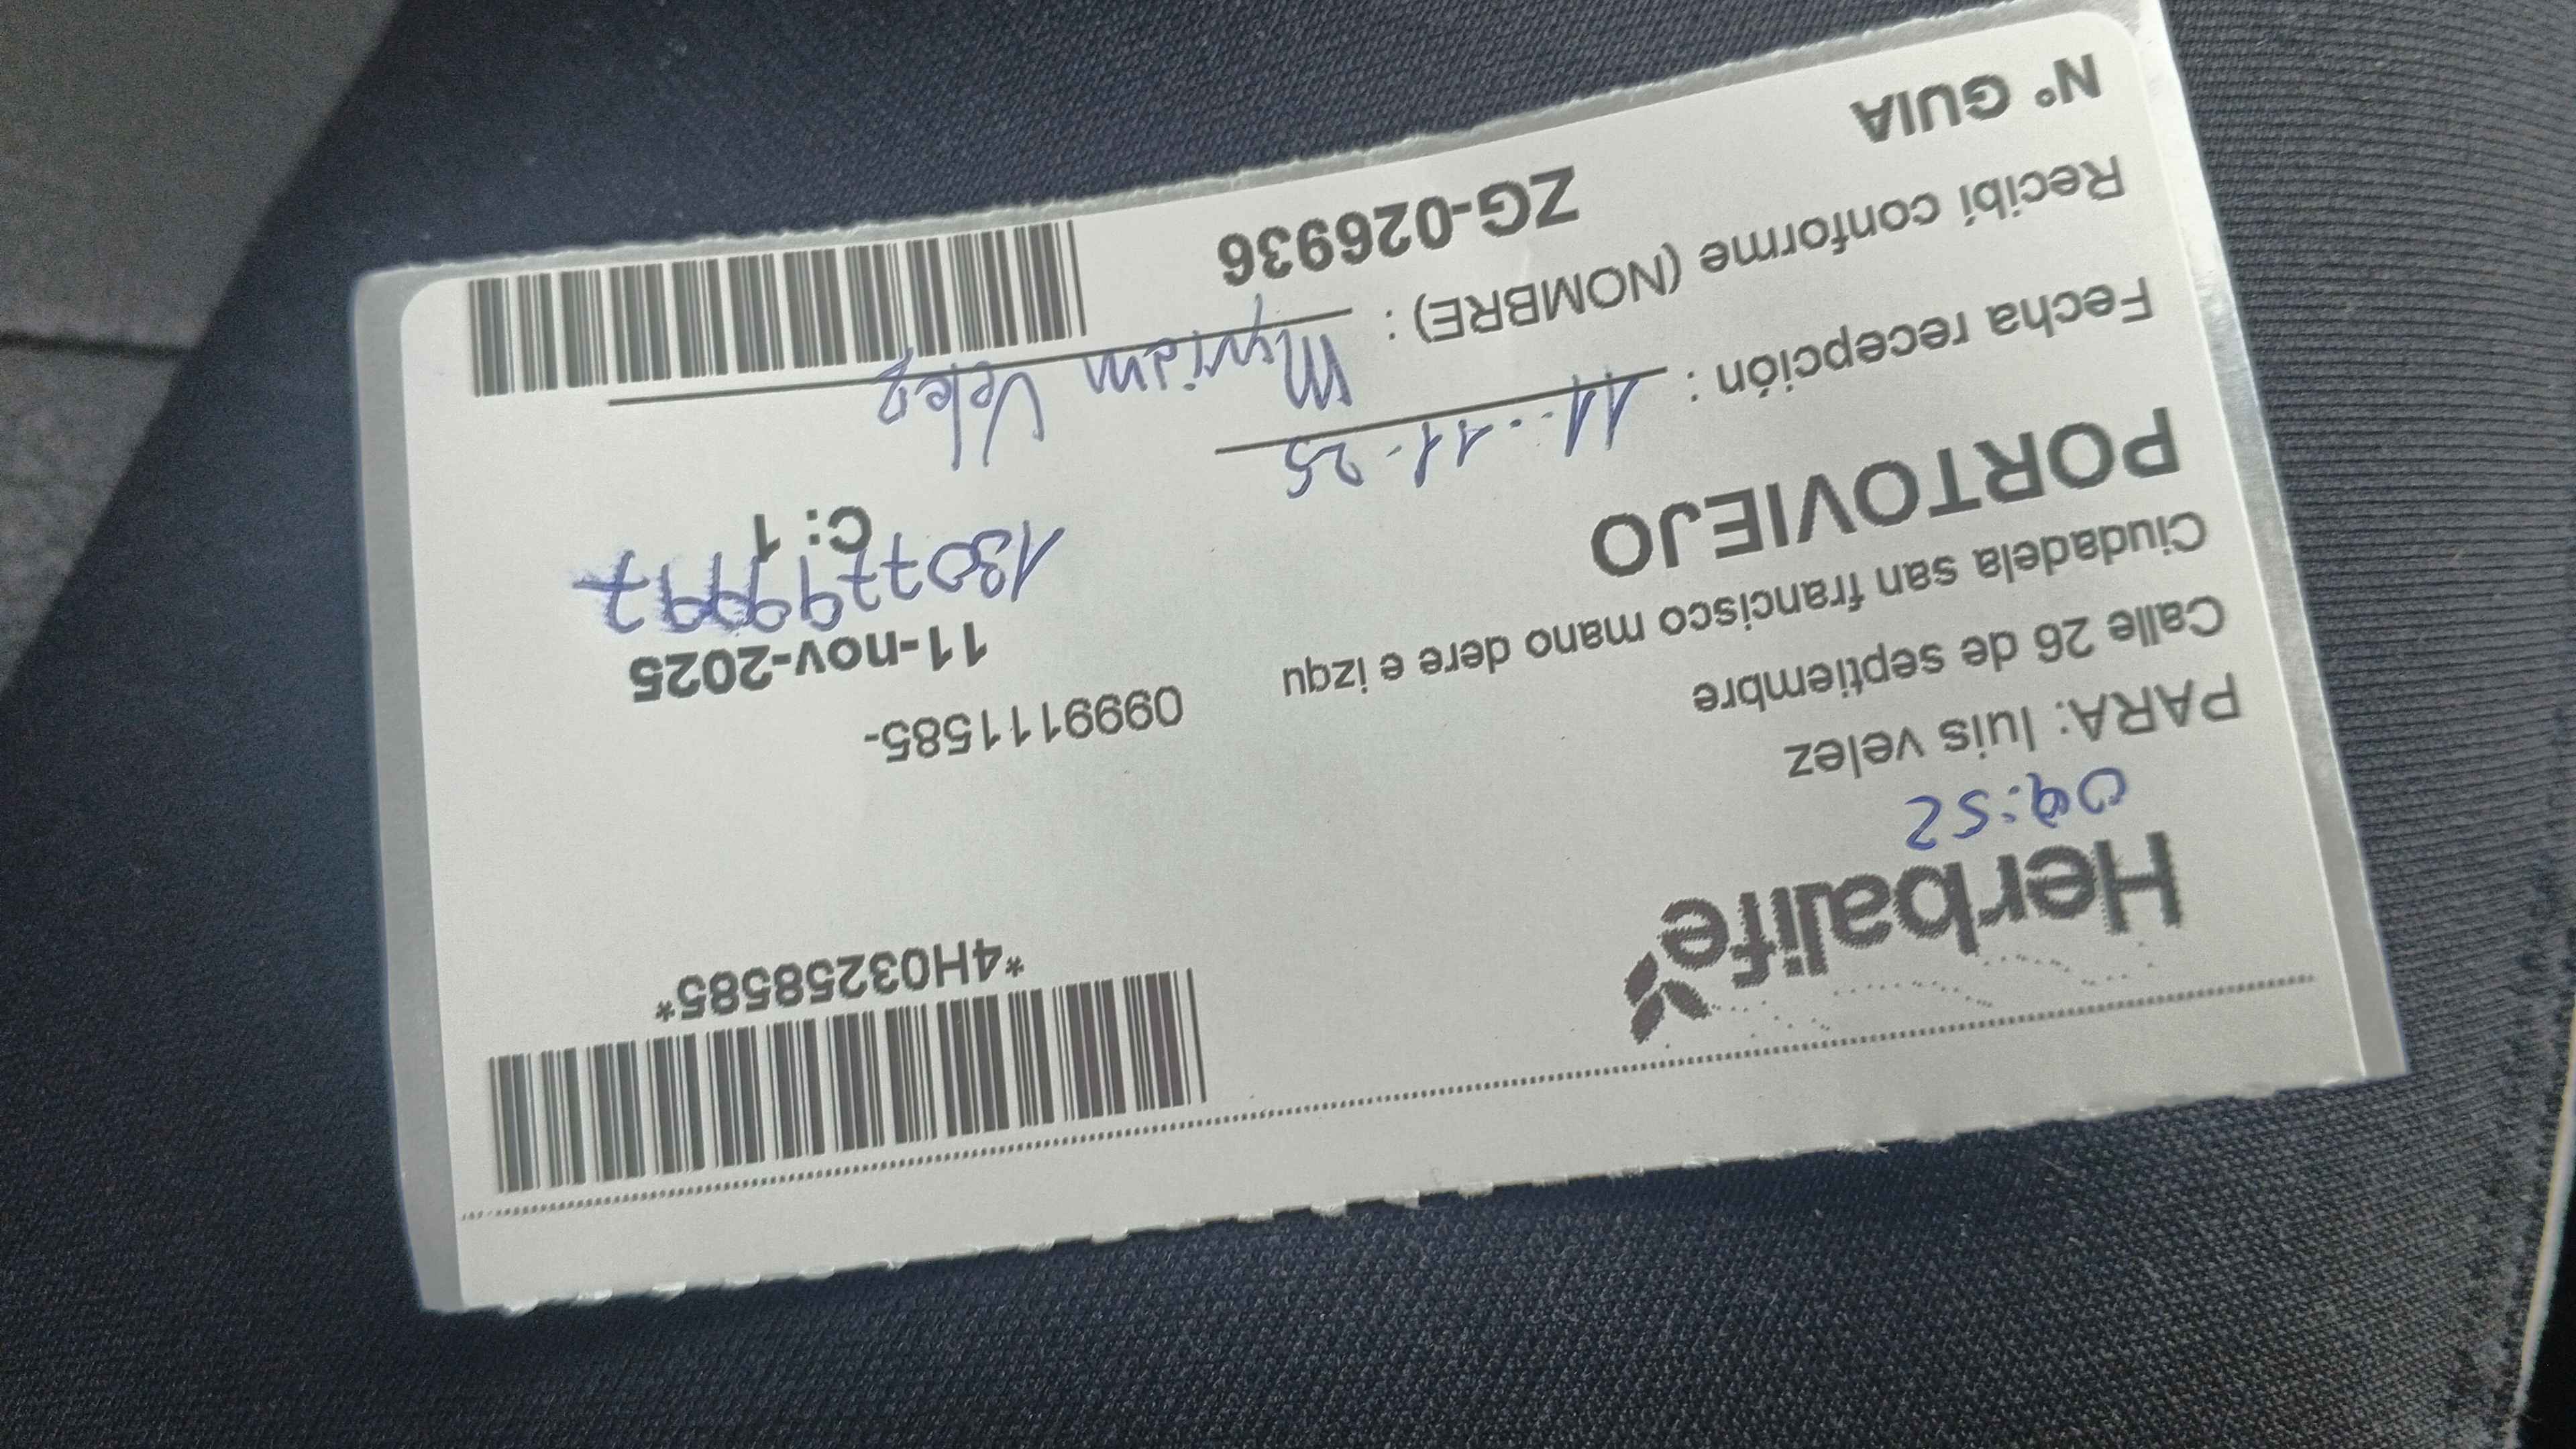 *4H03258585*
Herbalife
09:52
PARA: luis velez
Calle 26 de septiembre
0999111585-
Ciudadela san francisco mano dere e izqu
11-nov-2025
PORTOVIEJO
C: 1
Fecha recepción : 11-11-25
Recibí conforme (NOMBRE) : Myriam Velez
N° GUIA
ZG-026936